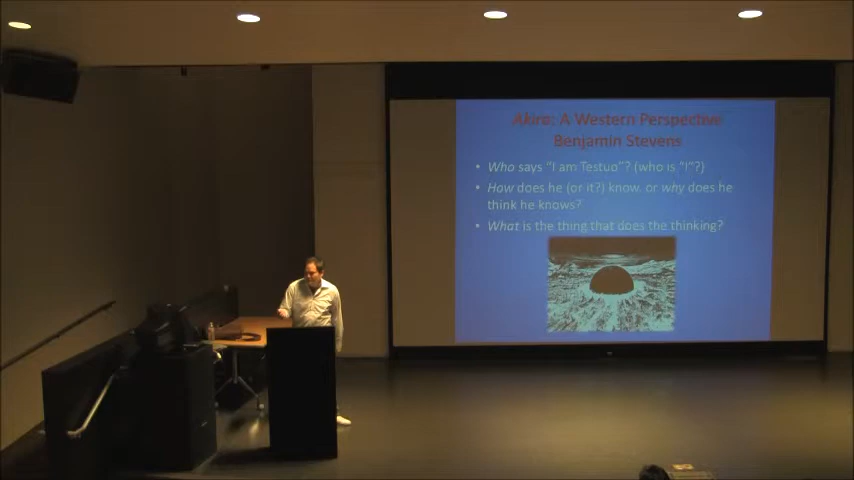 Akira: A Western Perspective
Benjamin Stevens
• Who says "I am Testuo"? (who is "I"?)
• How does he (or it?) know. or why does he
think he knows?
• What is the thing that does the thinking?